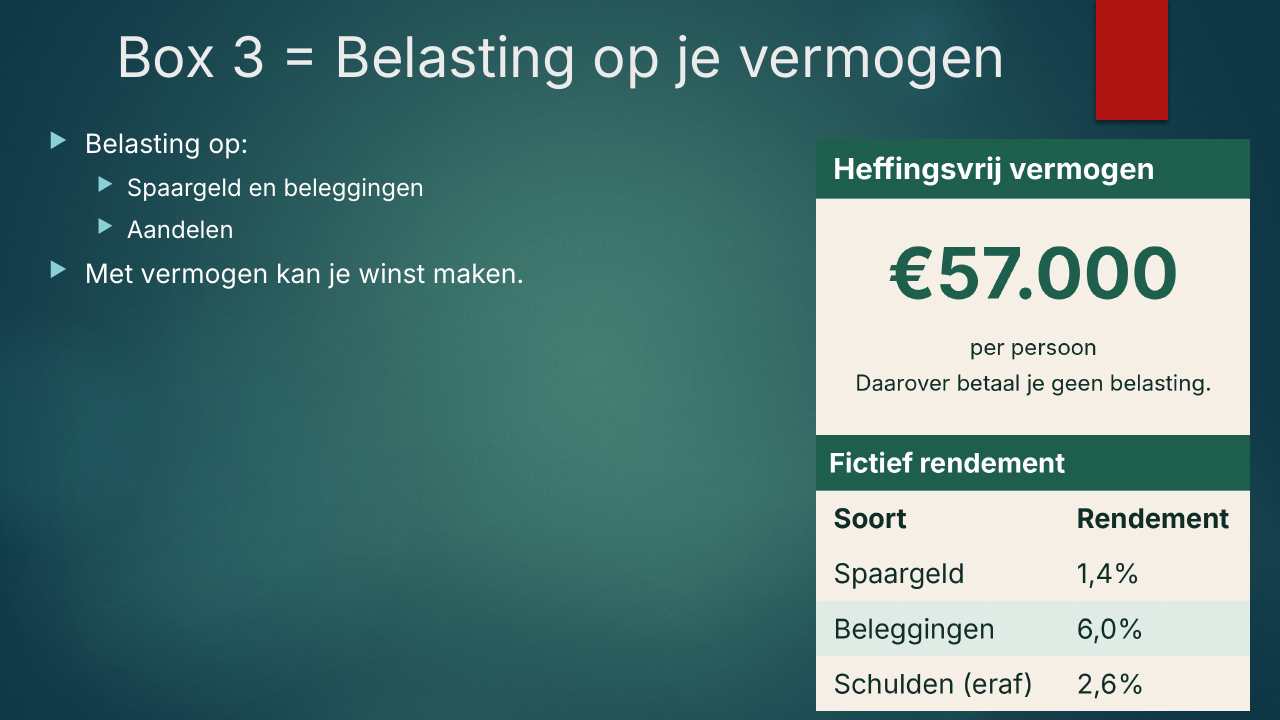 Box 3 = Belasting op je vermogen
Belasting op:
Spaargeld en beleggingen
Aandelen
Met vermogen kan je winst maken.
Heffingsvrij vermogen
€57.000
per persoon
Daarover betaal je geen belasting.
Fictief rendement
Soort Rendement
Spaargeld 1,4%
Beleggingen 6,0%
Schulden (eraf) 2,6%